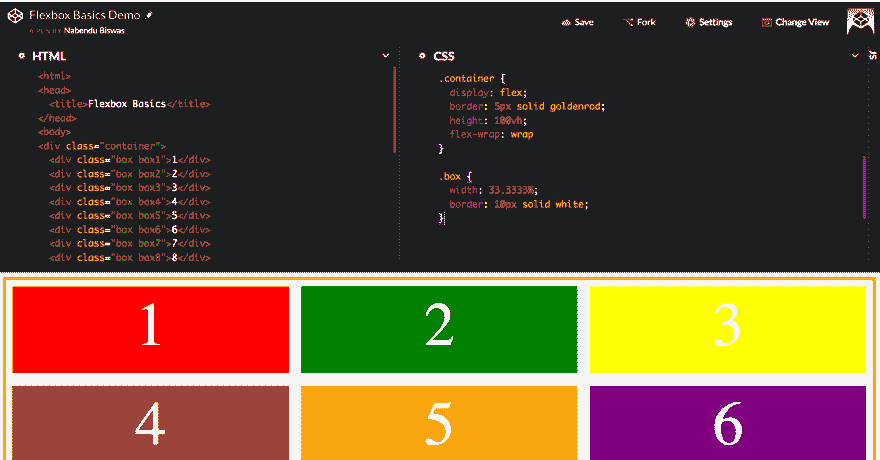 Flexbox Basics Demo
A PEN BY Nabendu Biswas
Save
Fork
Settings
Change View
HTML
<html>
<head>
<title>Flexbox Basics</title>
</head>
<body>
<div class="container">
<div class="box box1">1</div>
<div class="box box2">2</div>
<div class="box box3">3</div>
<div class="box box4">4</div>
<div class="box box5">5</div>
<div class="box box6">6</div>
<div class="box box7">7</div>
<div class="box box8">8</div>
CSS
.container {
display: flex;
border: 5px solid goldenrod;
height: 100vh;
flex-wrap: wrap
}
.box {
width: 33.3333%;
border: 10px solid white;
}
JS
1
2
3
4
5
6